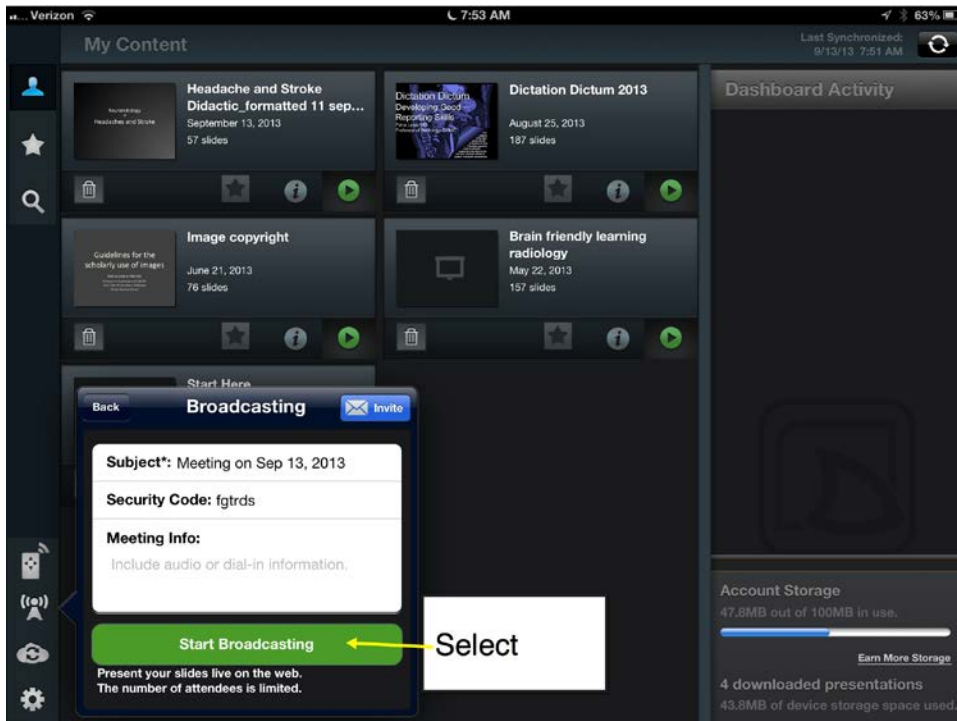 ... Verizon 7:53 AM 63%
My Content
Last Synchronized:
9/13/13 7:51 AM
Headache and Stroke
Didactic_formatted 11 sep...
September 13, 2013
57 slides
Headaches and Stroke
Dictation Dictum 2013
August 25, 2013
187 slides
Dictation Dictum
Developing Good
Reporting Skills
Image copyright
June 21, 2013
76 slides
Guidelines for the
scholarly use of images
Brain friendly learning
radiology
May 22, 2013
157 slides
Start Here
Back Broadcasting Invite
Subject*: Meeting on Sep 13, 2013
Security Code: fgtrds
Meeting Info:
Include audio or dial-in information.
Start Broadcasting
Present your slides live on the web.
The number of attendees is limited.
Select
Dashboard Activity
Account Storage
47.8MB out of 100MB in use.
Earn More Storage
4 downloaded presentations
43.8MB of device storage space used.